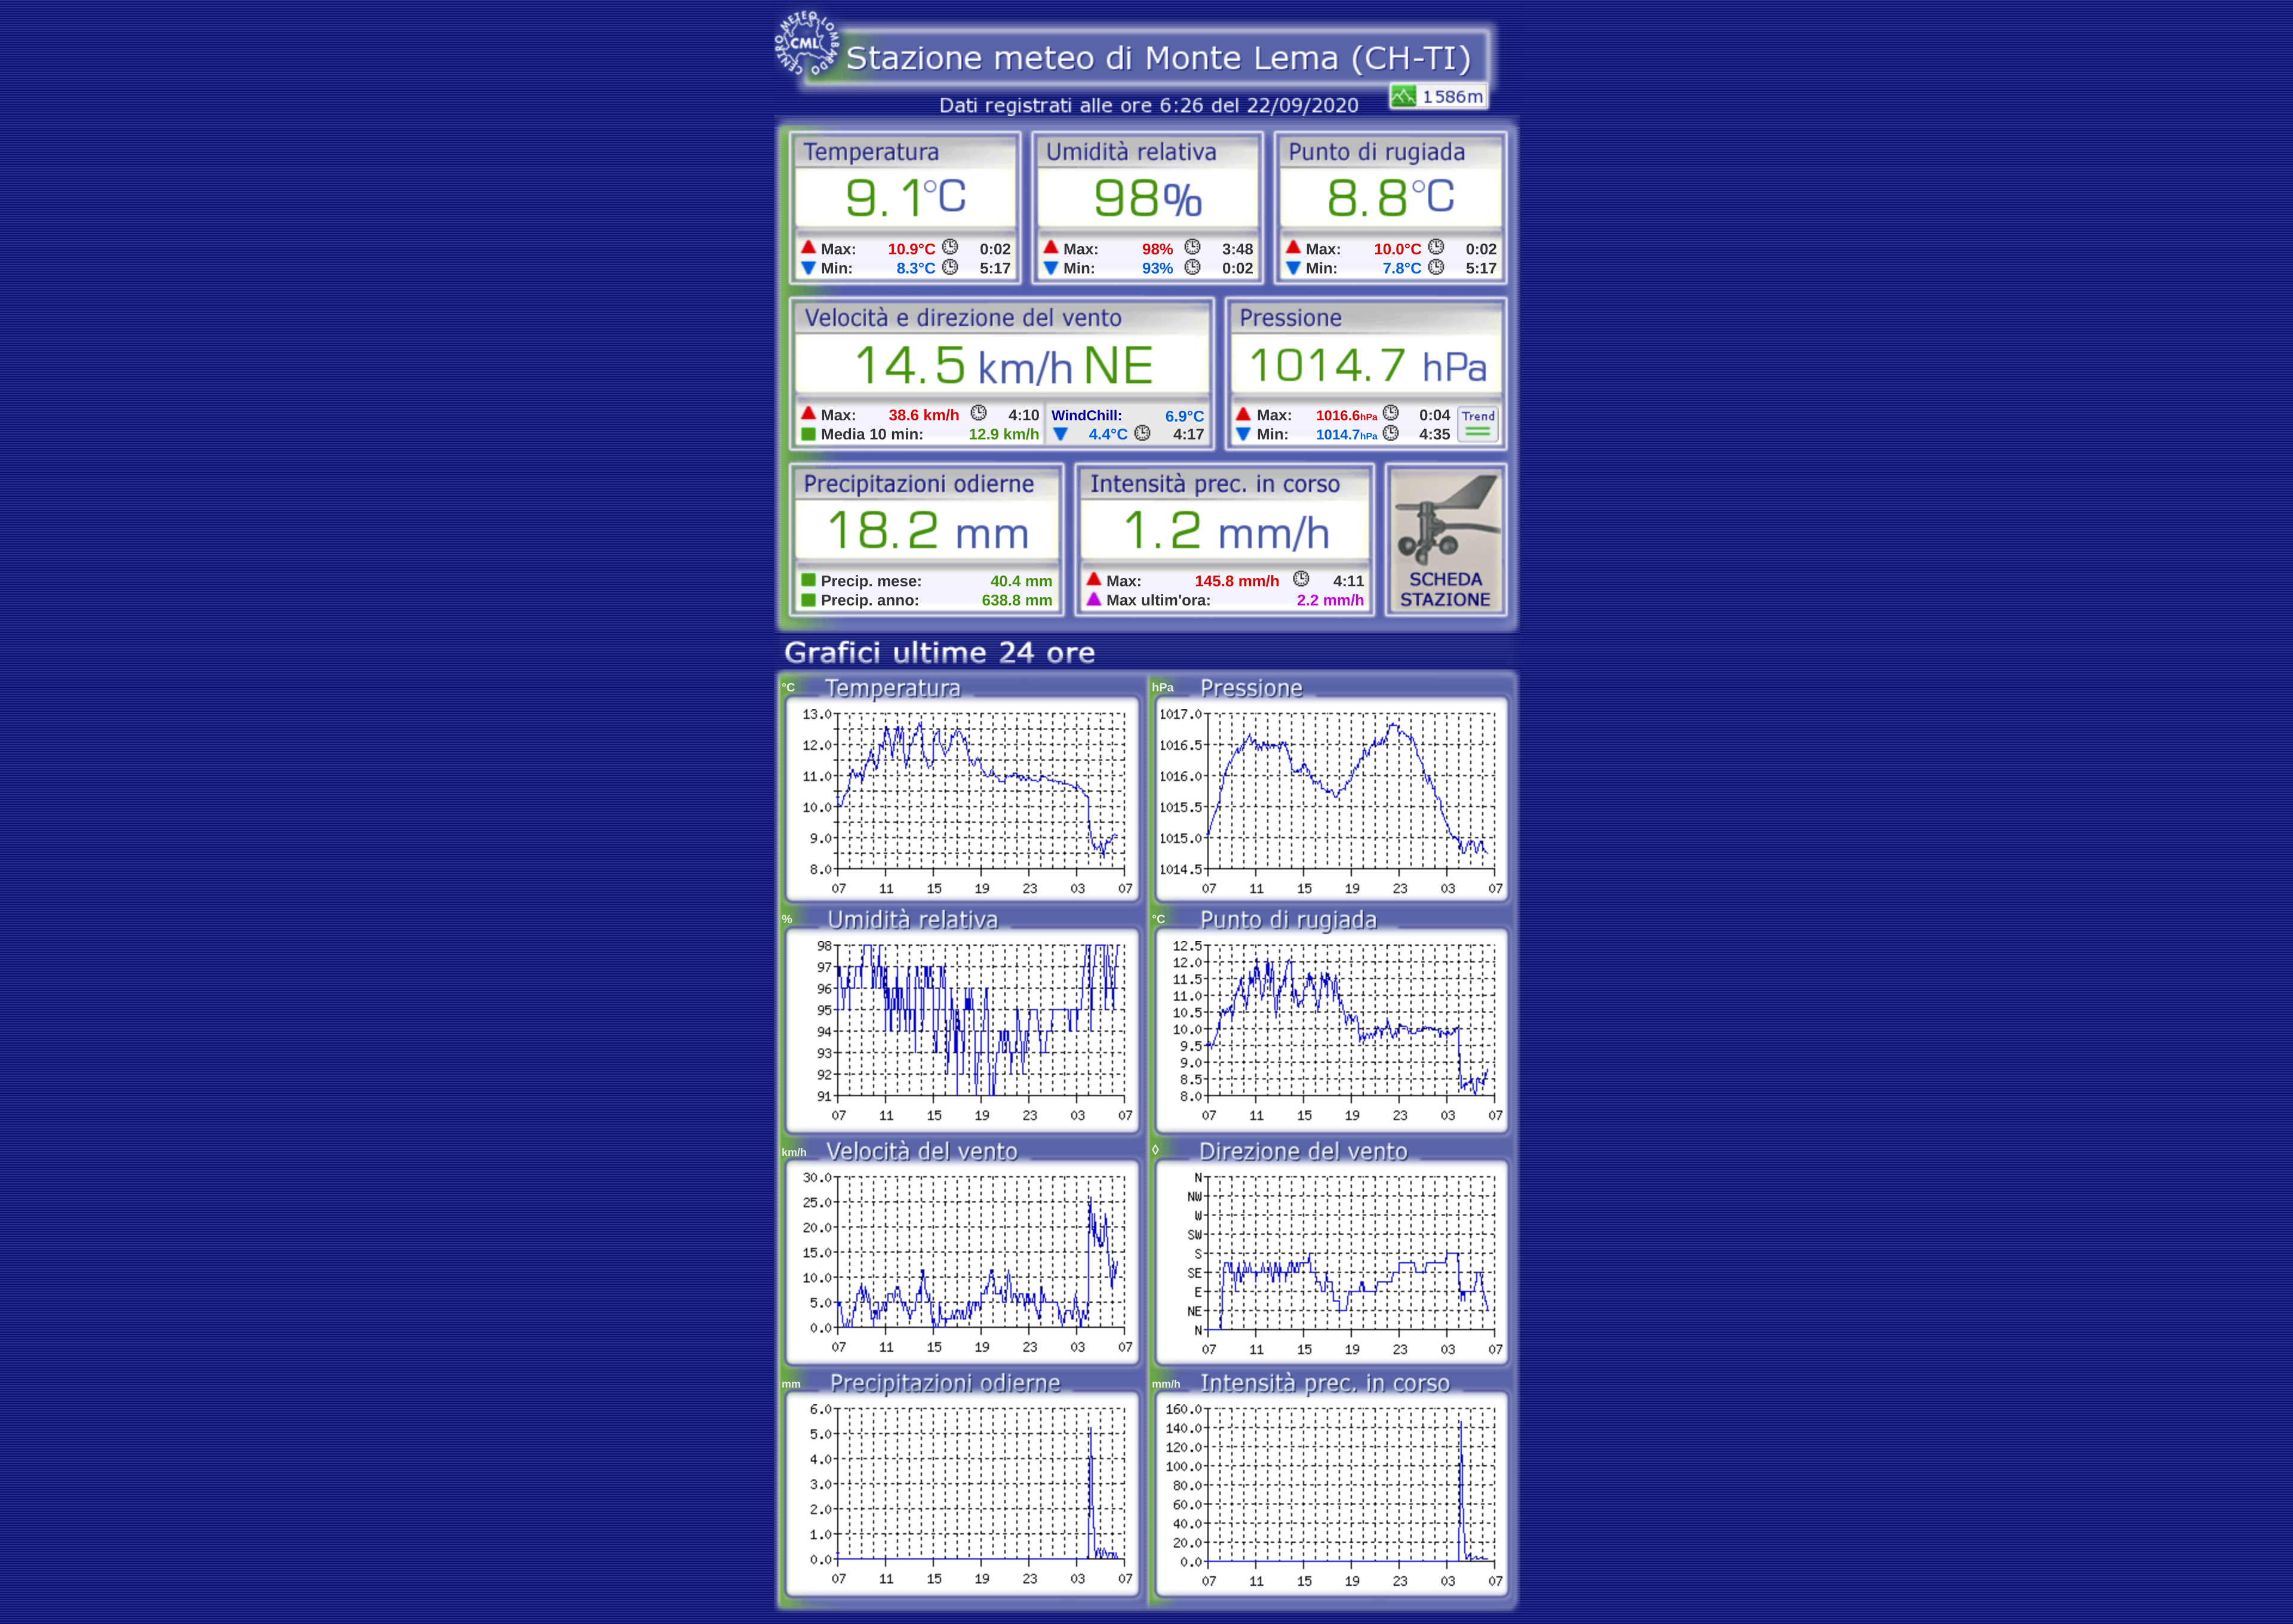 CENTRO METEO LOMBARDO
CML
Stazione meteo di Monte Lema (CH-TI)
1586m
Dati registrati alle ore 6:26 del 22/09/2020
Temperatura
9.1°C
Max: 10.9°C 0:02
Min: 8.3°C 5:17
Umidità relativa
98%
Max: 98% 3:48
Min: 93% 0:02
Punto di rugiada
8.8°C
Max: 10.0°C 0:02
Min: 7.8°C 5:17
Velocità e direzione del vento
14.5 km/h NE
Max: 38.6 km/h 4:10
Media 10 min: 12.9 km/h
WindChill: 6.9°C
4.4°C 4:17
Pressione
1014.7 hPa
Max: 1016.6hPa 0:04
Min: 1014.7hPa 4:35
Trend
Precipitazioni odierne
18.2 mm
Precip. mese: 40.4 mm
Precip. anno: 638.8 mm
Intensità prec. in corso
1.2 mm/h
Max: 145.8 mm/h 4:11
Max ultim'ora: 2.2 mm/h
SCHEDA
STAZIONE
Grafici ultime 24 ore
°C Temperatura
13.0
12.0
11.0
10.0
9.0
8.0
07 11 15 19 23 03 07
hPa Pressione
1017.0
1016.5
1016.0
1015.5
1015.0
1014.5
07 11 15 19 23 03 07
% Umidità relativa
98
97
96
95
94
93
92
91
07 11 15 19 23 03 07
°C Punto di rugiada
12.5
12.0
11.5
11.0
10.5
10.0
9.5
9.0
8.5
8.0
07 11 15 19 23 03 07
km/h Velocità del vento
30.0
25.0
20.0
15.0
10.0
5.0
0.0
07 11 15 19 23 03 07
◊ Direzione del vento
N
NW
W
SW
S
SE
E
NE
N
07 11 15 19 23 03 07
mm Precipitazioni odierne
6.0
5.0
4.0
3.0
2.0
1.0
0.0
07 11 15 19 23 03 07
mm/h Intensità prec. in corso
160.0
140.0
120.0
100.0
80.0
60.0
40.0
20.0
0.0
07 11 15 19 23 03 07